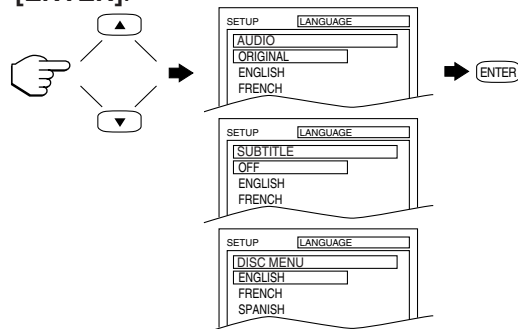 [ENTER].
SETUP LANGUAGE
AUDIO
ORIGINAL
ENGLISH
FRENCH
ENTER
SETUP LANGUAGE
SUBTITLE
OFF
ENGLISH
FRENCH
SETUP LANGUAGE
DISC MENU
ENGLISH
FRENCH
SPANISH